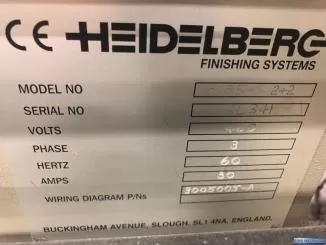 CE HEIDELBERG
FINISHING SYSTEMS
MODEL NO
SERIAL NO
VOLTS
PHASE 3
HERTZ 60
AMPS 30
WIRING DIAGRAM P/Ns
BUCKINGHAM AVENUE, SLOUGH. SL1 4NA, ENGLAND.